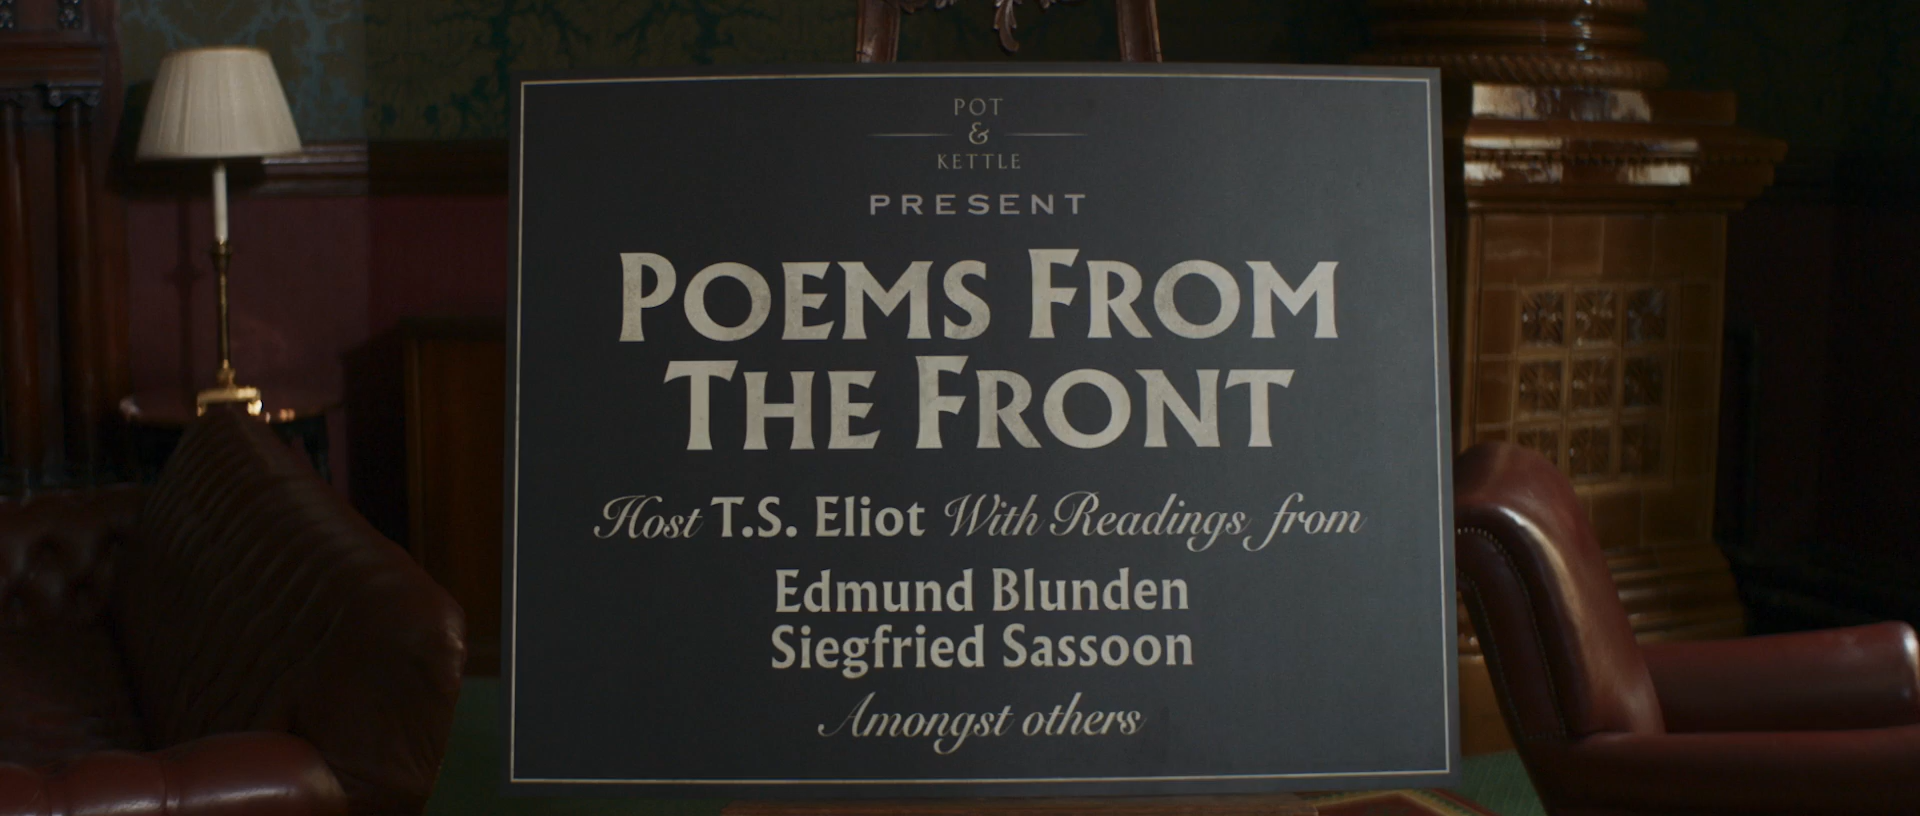 POT
&
KETTLE
PRESENT
POEMS FROM
THE FRONT
Host T.S. Eliot With Readings from
Edmund Blunden
Siegfried Sassoon
Amongst others